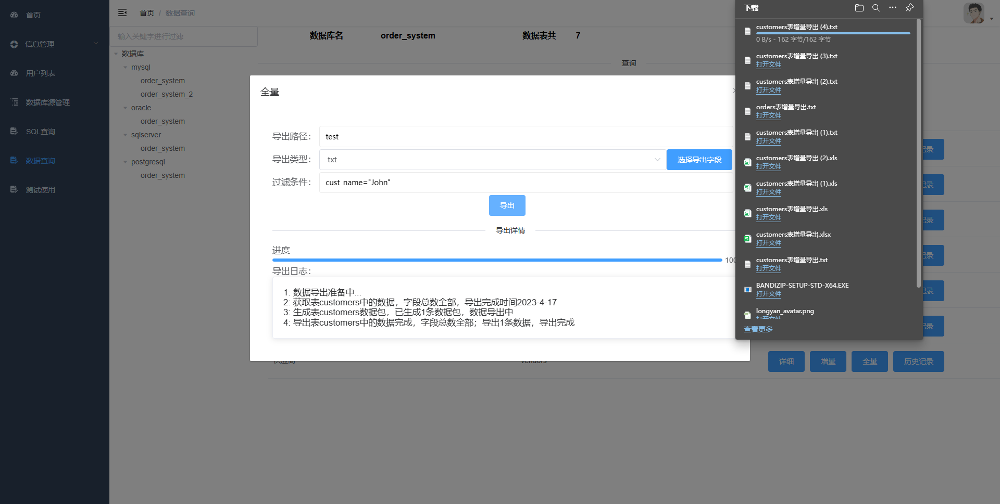 首页
信息管理
用户列表
数据库源管理
SQL查询
数据查询
测试使用
首页 / 数据查询
输入关键字进行过滤
数据库
mysql
order_system
order_system_2
oracle
order_system
sqlserver
order_system
postgresql
order_system
数据库名 order_system 数据表共 7
查询
全量
导出路径： test
导出类型： txt 选择导出字段
过滤条件： cust_name="John"
导出
导出详情
进度
100
导出日志：
1: 数据导出准备中...
2: 获取表customers中的数据，字段总数全部，导出完成时间2023-4-17
3: 生成表customers数据包，已生成1条数据包，数据导出中
4: 导出表customers中的数据完成，字段总数全部；导出1条数据，导出完成
供应商 vendors 详细 增量 全量 历史记录
记录
记录
记录
记录
记录
记录
下载
customers表增量导出 (4).txt
0 B/s - 162 字节/162 字节
customers表增量导出 (3).txt
打开文件
customers表增量导出 (2).txt
打开文件
orders表增量导出.txt
打开文件
customers表增量导出 (1).txt
打开文件
customers表增量导出 (2).xls
打开文件
customers表增量导出 (1).xls
打开文件
customers表增量导出.xls
打开文件
customers表增量导出.xlsx
打开文件
customers表增量导出.txt
打开文件
BANDIZIP-SETUP-STD-X64.EXE
打开文件
longyan_avatar.png
打开文件
查看更多